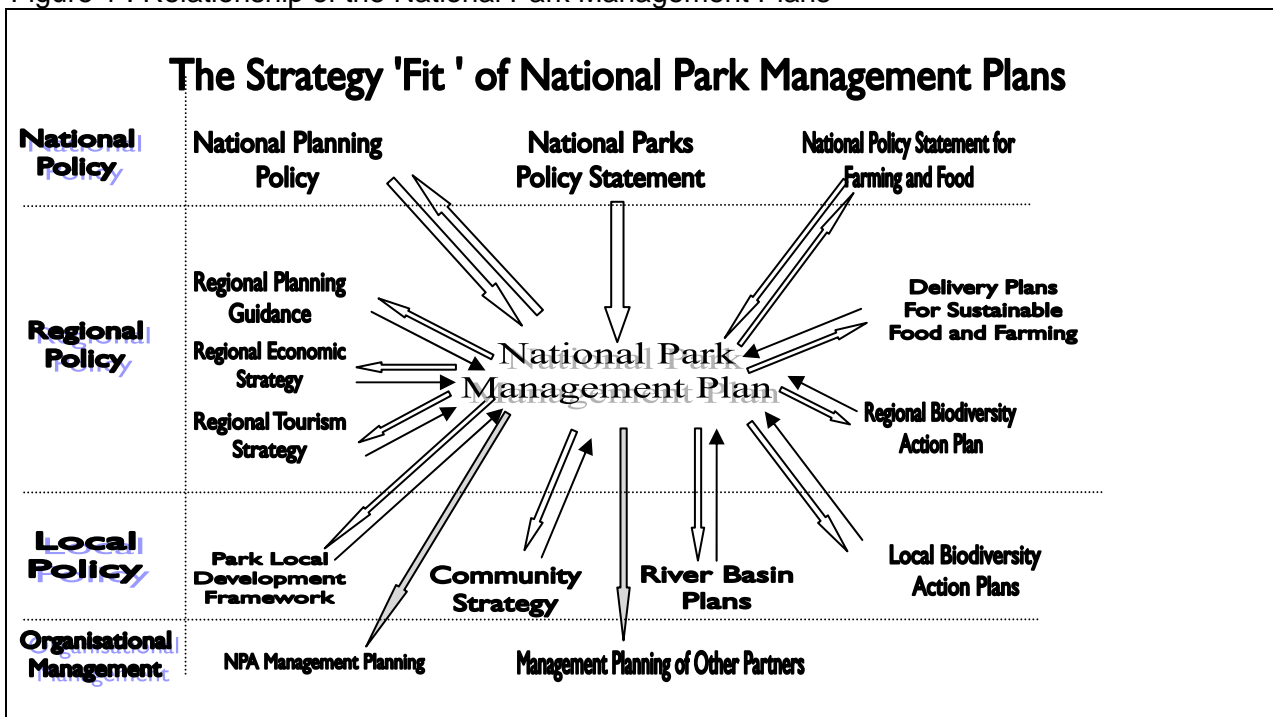 Figure 1 : Relationship of the National Park Management Plans
The Strategy 'Fit ' of National Park Management Plans
National
Policy
National Planning
Policy
National Parks
Policy Statement
National Policy Statement for
Farming and Food
Regional
Policy
Regional Planning
Guidance
Regional Economic
Strategy
Regional Tourism
Strategy
National Park
Management Plan
Delivery Plans
For Sustainable
Food and Farming
Regional Biodiversity
Action Plan
Local
Policy
Park Local
Development
Framework
Community
Strategy
River Basin
Plans
Local Biodiversity
Action Plans
Organisational
Management
NPA Management Planning
Management Planning of Other Partners